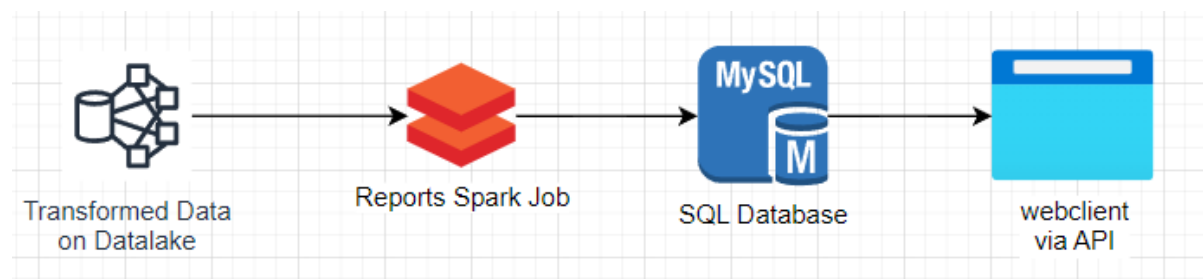 MySQL
M
Transformed Data
on Datalake
Reports Spark Job
SQL Database
webclient
via API